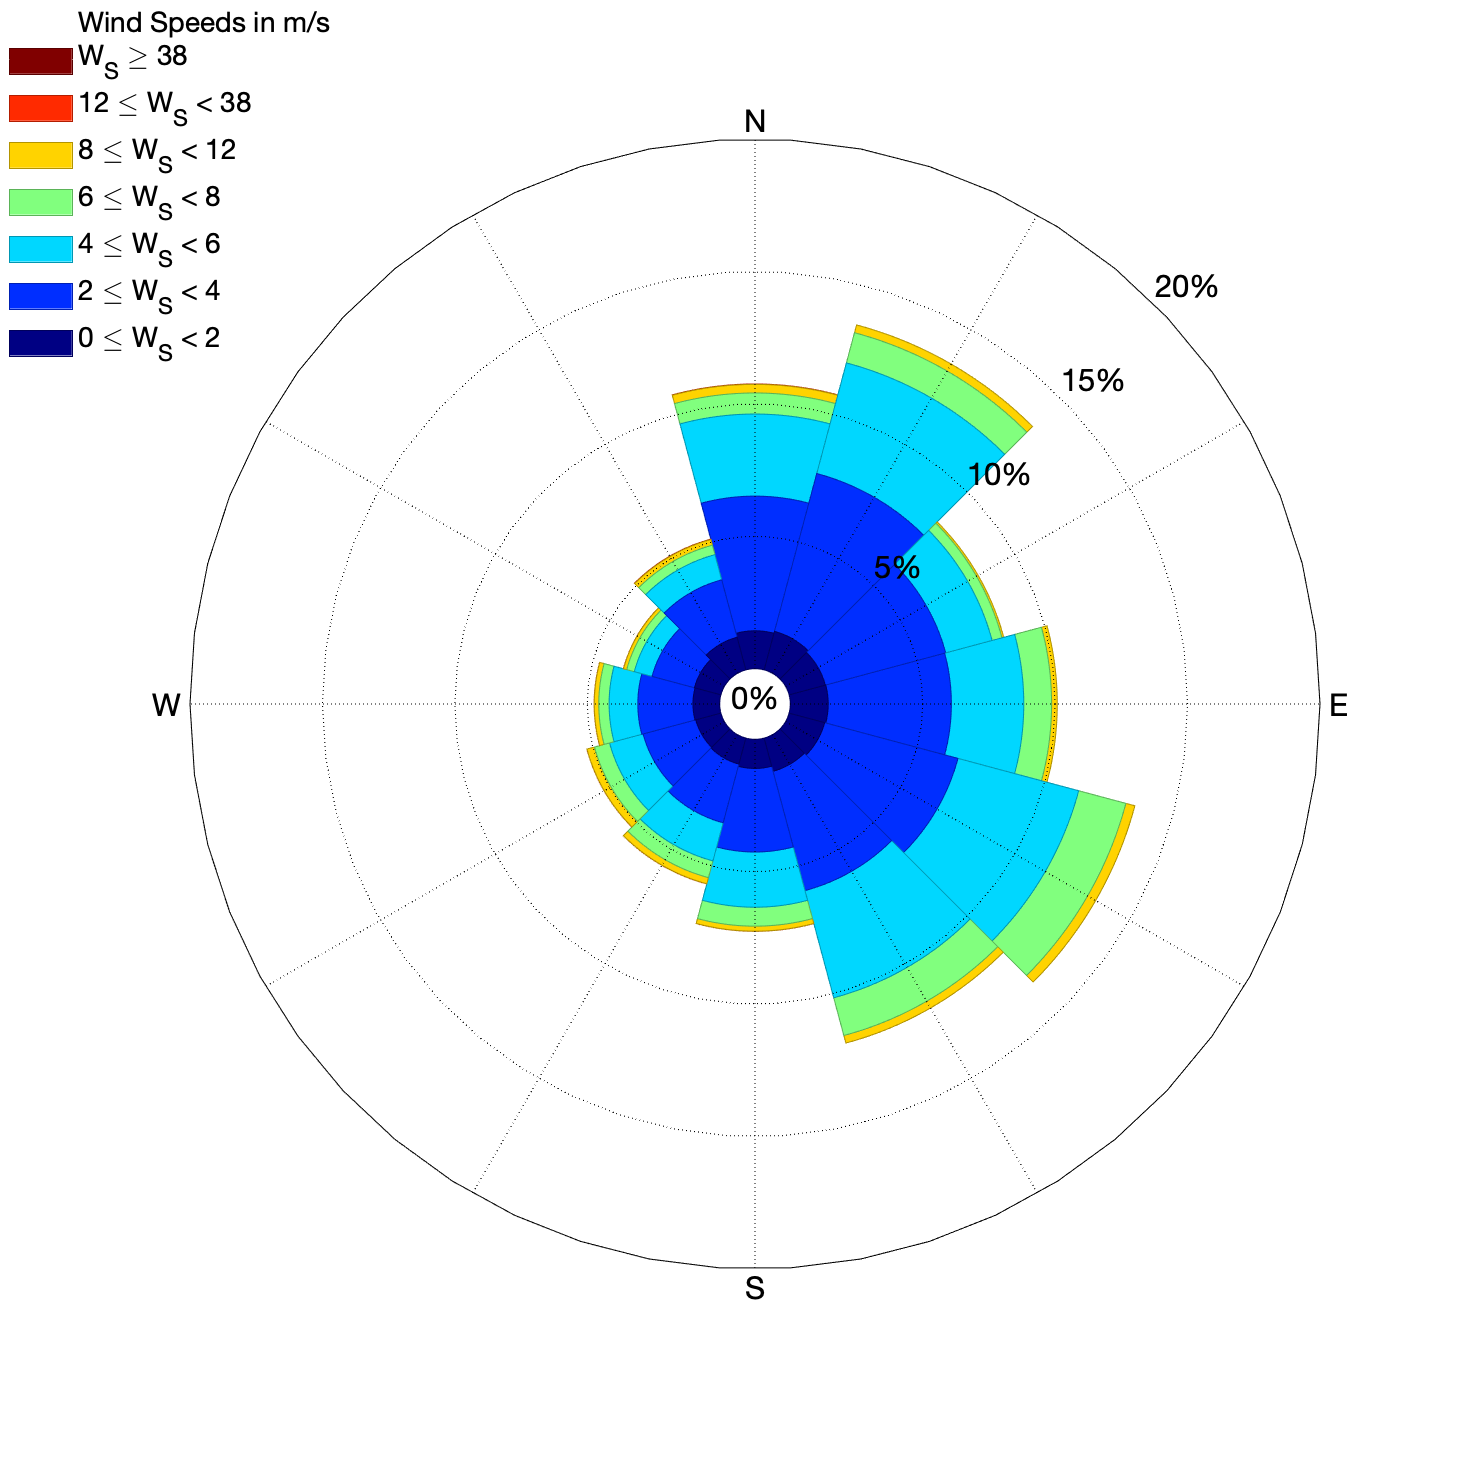 Wind Speeds in m/s
W_S ≥ 38
12 ≤ W_S < 38
8 ≤ W_S < 12
6 ≤ W_S < 8
4 ≤ W_S < 6
2 ≤ W_S < 4
0 ≤ W_S < 2
N
20%
15%
10%
5%
0%
W
E
S